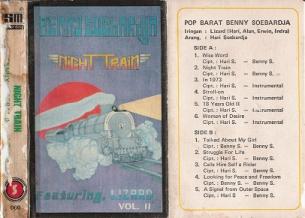 BENNY SOEBARDJA
NIGHT TRAIN
Featuring. LIZARD
VOL. II
NIGHT TRAIN
POP BARAT BENNY SOEBARDJA
Iringan : Lizard (Hari, Alan, Erwin, Indra)
Arang. : Hari Soebardja
SIDE A :
1. Wise Word
Cipt. : Hari S. — Benny S.
2. Night Train
Cipt. : Hari S. — Benny S.
3. In 1973
Cipt. : Hari S. — Instrumental
4. Stroll-on
Cipt. : Hari S. — Instrumental
5. 18 Years Old II
Cipt. : Hari S. — Instrumental
6. Woman of Desire
Cipt. : Hari S. — Instrumental
SIDE B :
1. Talked About My Girl
Cipt. : Benny S. — Benny S.
2. Struggle For Life
Cipt. : Hari S. — Benny S.
3. Calls Him Self a Rider
Cipt. : Hari S. — Benny S.
4. Looking for Peace and Freedom
Cipt. : Benny S. — Benny S.
5. A Signal from Outer Space
Cipt. : Hari S. — Benny S.